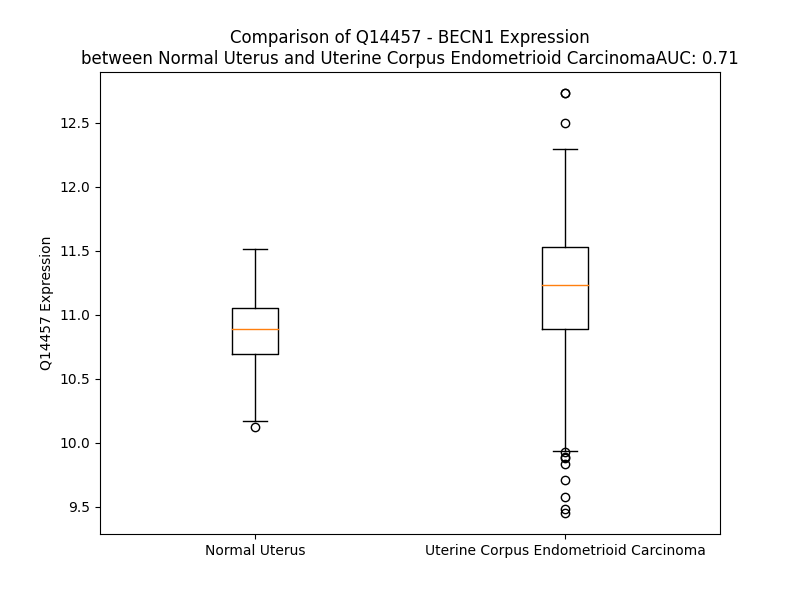 Comparison of Q14457 - BECN1 Expression
between Normal Uterus and Uterine Corpus Endometrioid CarcinomaAUC: 0.71
12.5
12.0
11.5
11.0
10.5
10.0
9.5
Q14457 Expression
Normal Uterus
Uterine Corpus Endometrioid Carcinoma